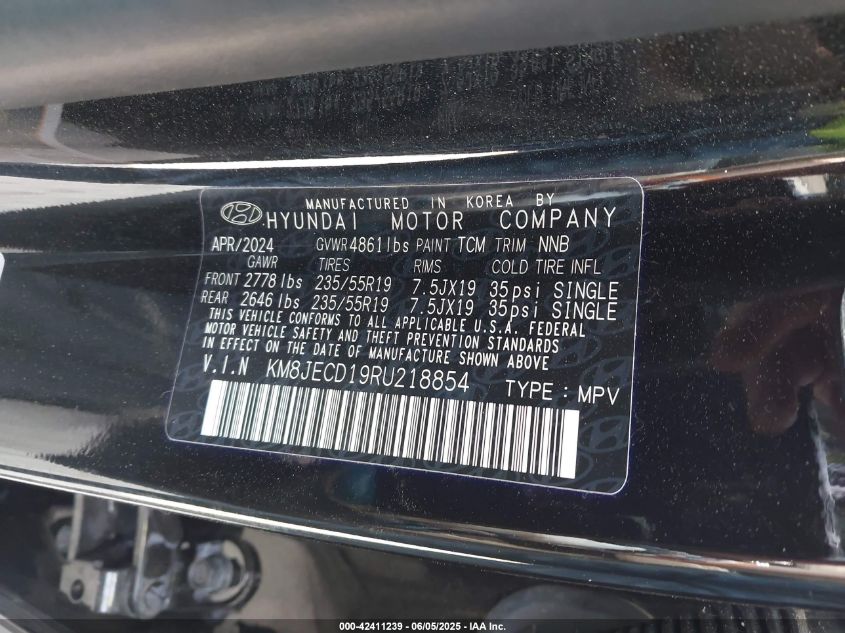 MANUFACTURED IN KOREA BY
HYUNDAI MOTOR COMPANY
APR/2024 GVWR 4861 lbs PAINT TCM TRIM NNB
GAWR TIRES RIMS COLD TIRE INFL
FRONT 2778 lbs 235/55R19 7.5JX19 35psi SINGLE
REAR 2646 lbs 235/55R19 7.5JX19 35psi SINGLE
THIS VEHICLE CONFORMS TO ALL APPLICABLE U.S.A. FEDERAL
MOTOR VEHICLE SAFETY AND THEFT PREVENTION STANDARDS
IN EFFECT ON THE DATE OF MANUFACTURE SHOWN ABOVE
V.I.N KM8JECD19RU218854 TYPE : MPV
000-42411239 - 06/05/2025 - IAA Inc.